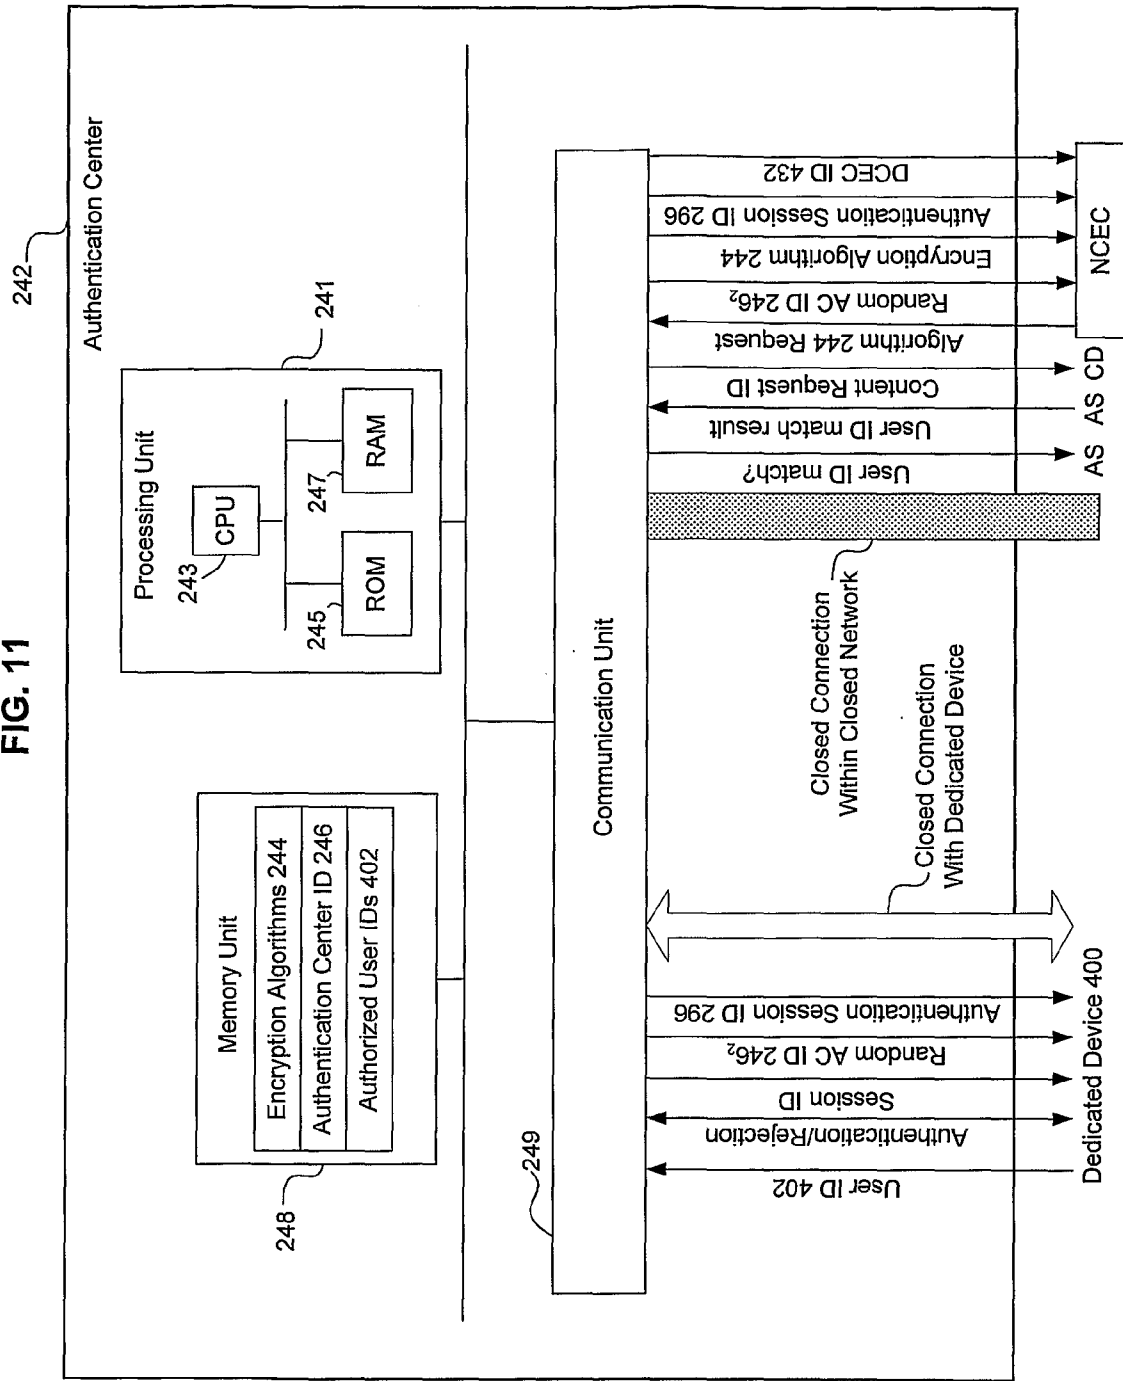 FIG. 11
242
Authentication Center
Memory Unit
Encryption Algorithms 244
Authentication Center ID 246
Authorized User IDs 402
248
Processing Unit
243
CPU
245
ROM
247
RAM
241
249
Communication Unit
User ID 402
Authentication/Rejection
Session ID
Random AC ID 246₂
Authentication Session ID 296
Dedicated Device 400
Closed Connection
With Dedicated Device
Closed Connection
Within Closed Network
User ID match?
User ID match result
Content Request ID
Algorithm 244 Request
Random AC ID 246₂
Encryption Algorithm 244
Authentication Session ID 296
DCEC ID 432
AS
AS
CD
NCEC